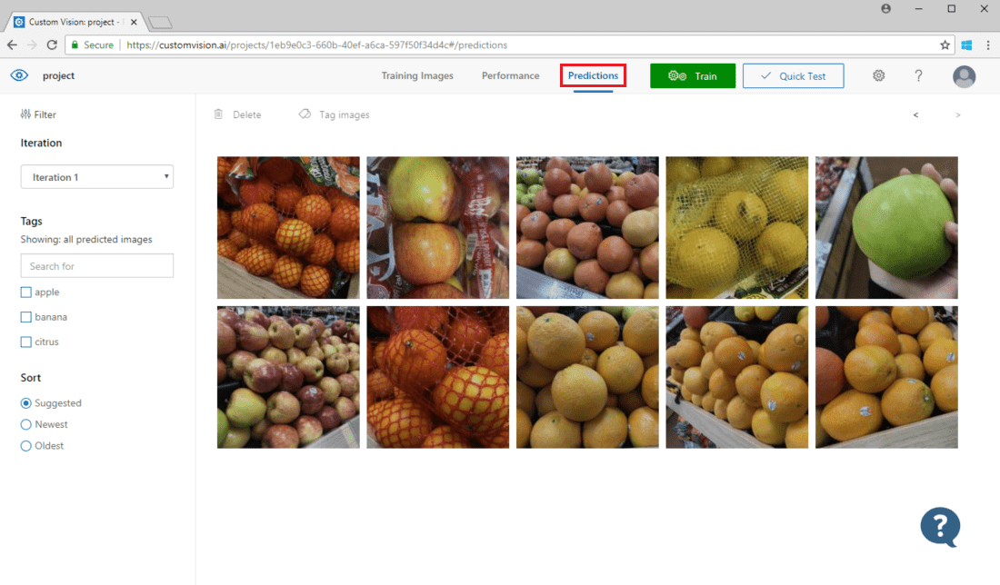 Custom Vision: project -
Secure https://customvision.ai/projects/1eb9e0c3-660b-40ef-a6ca-597f50f34d4c#/predictions
project Training Images Performance Predictions Train Quick Test ?
Filter Delete Tag images < >
Iteration
Iteration 1
Tags
Showing: all predicted images
Search for
apple
banana
citrus
Sort
Suggested
Newest
Oldest
?